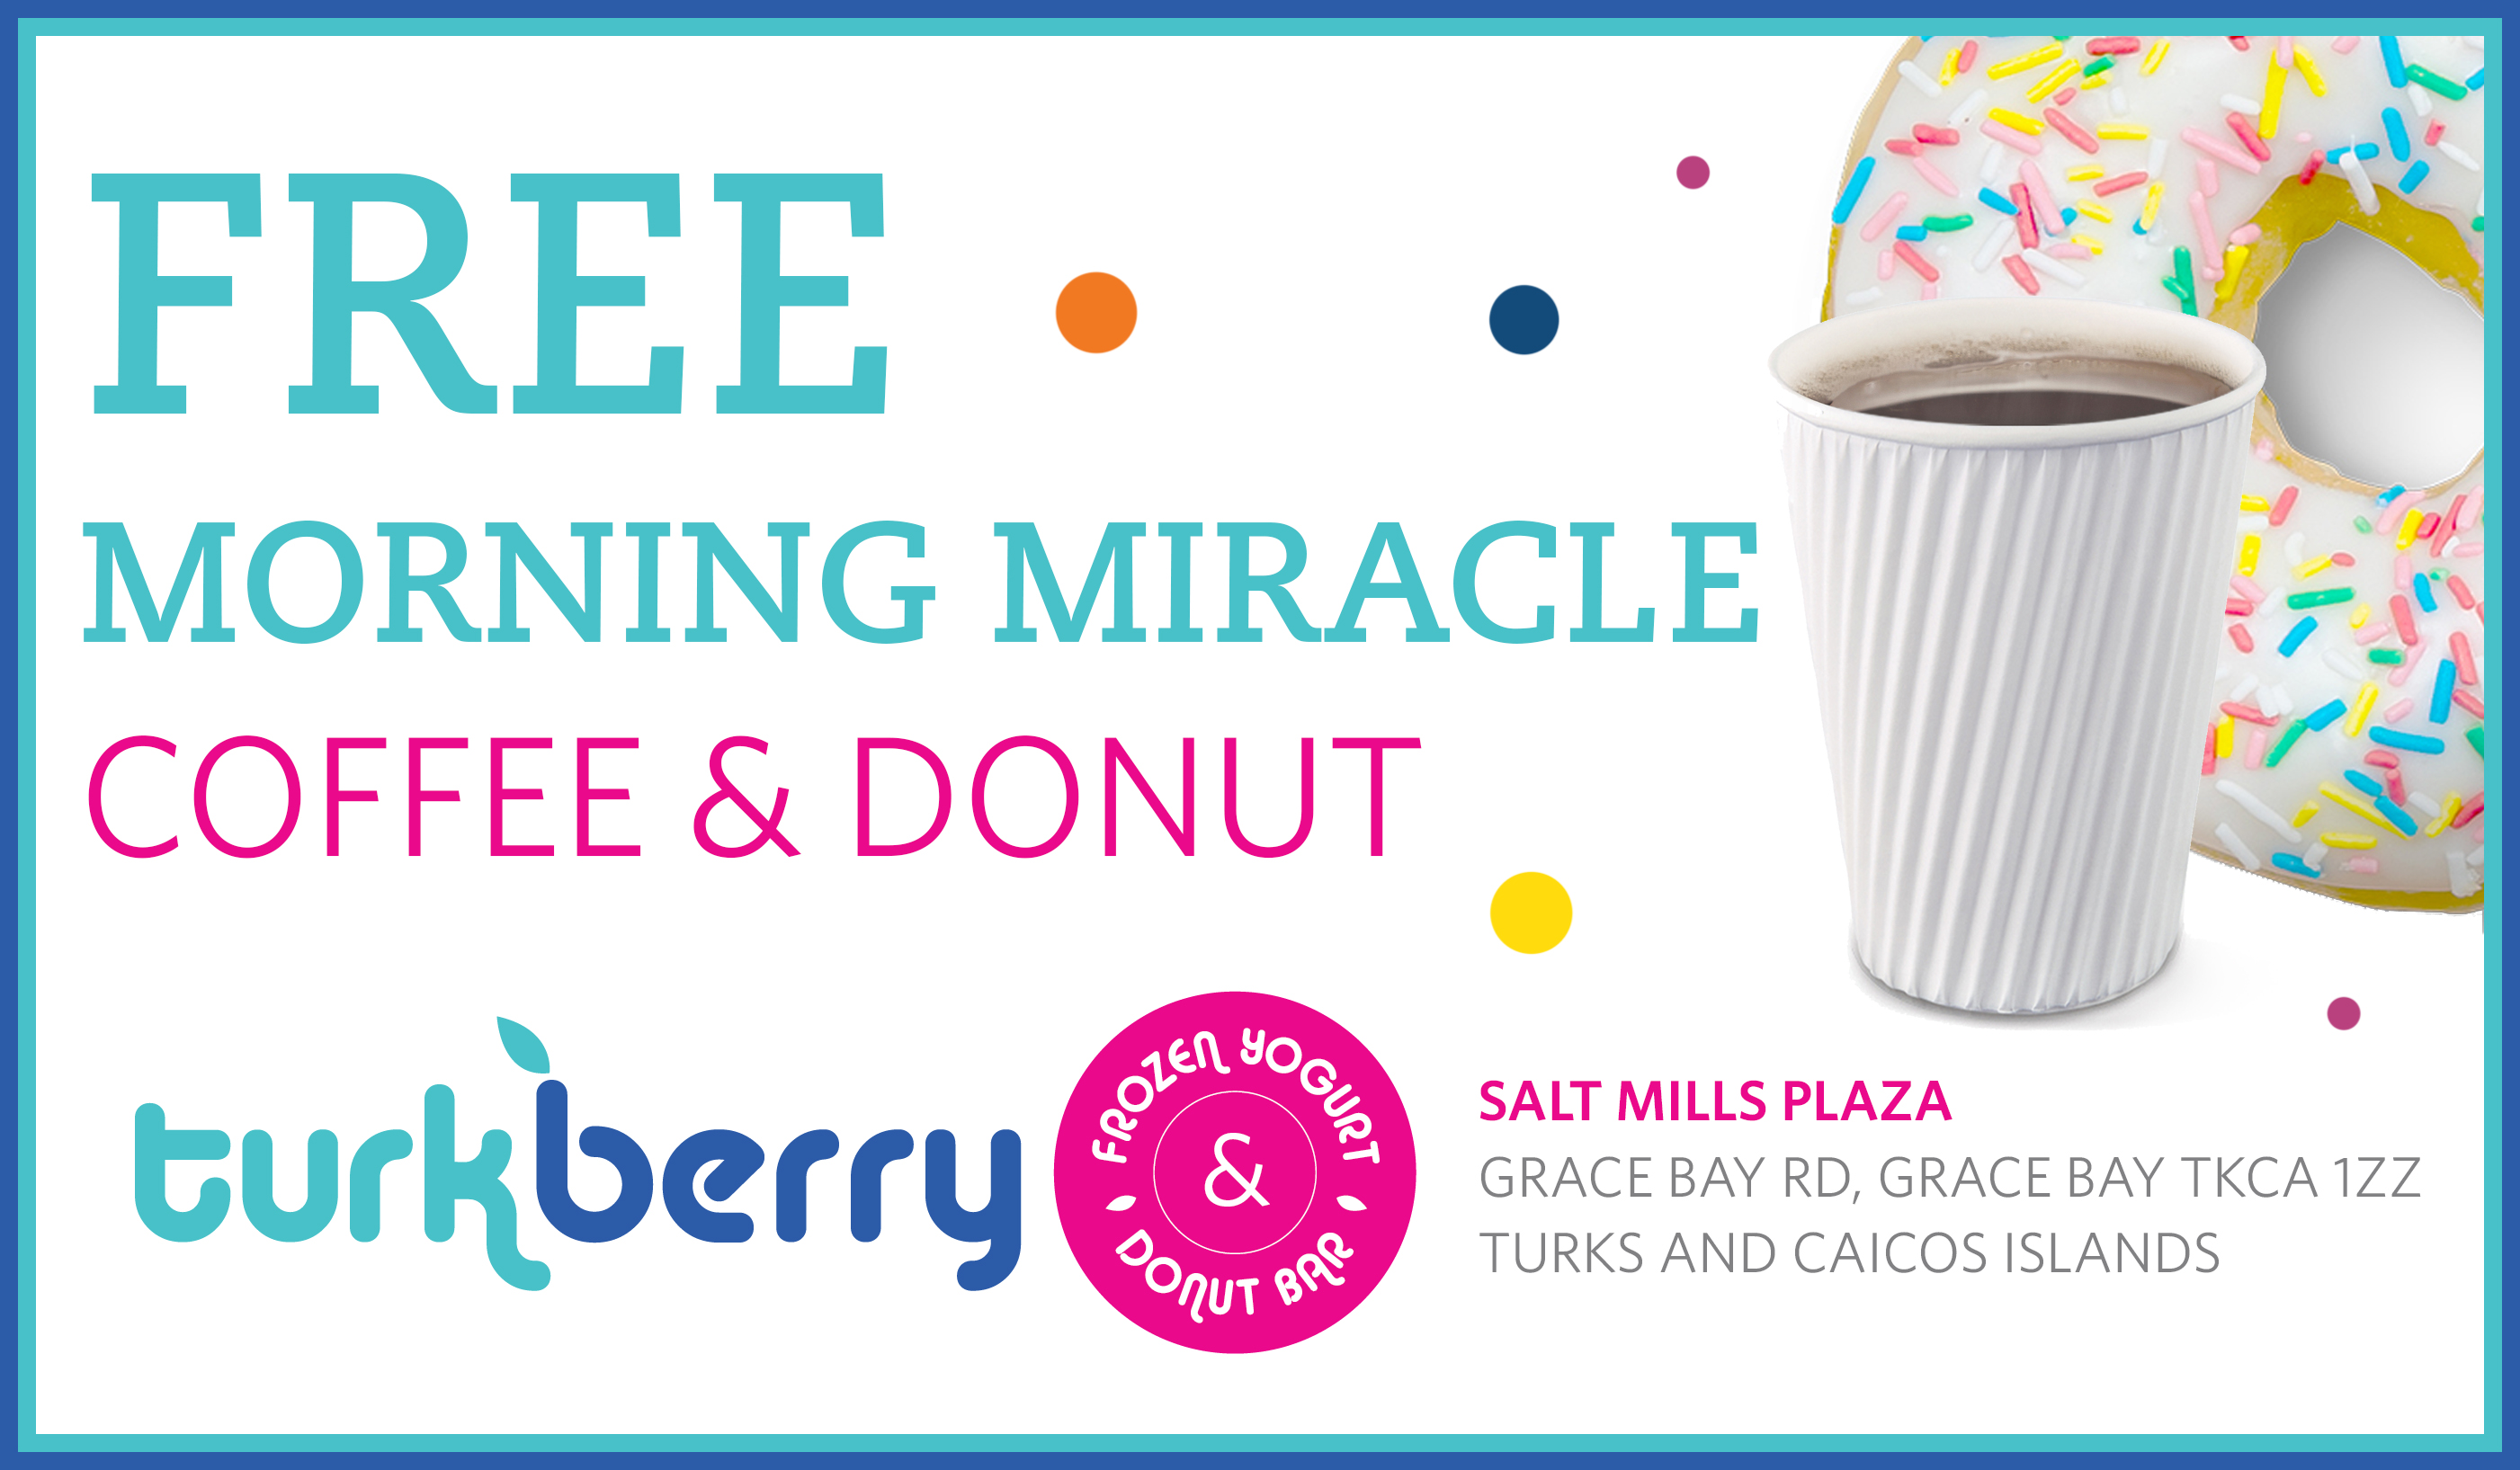 FREE
MORNING MIRACLE
COFFEE & DONUT
turkberry
FROZEN YOGURT
&
DONUT BAR
SALT MILLS PLAZA
GRACE BAY RD, GRACE BAY TKCA 1ZZ
TURKS AND CAICOS ISLANDS